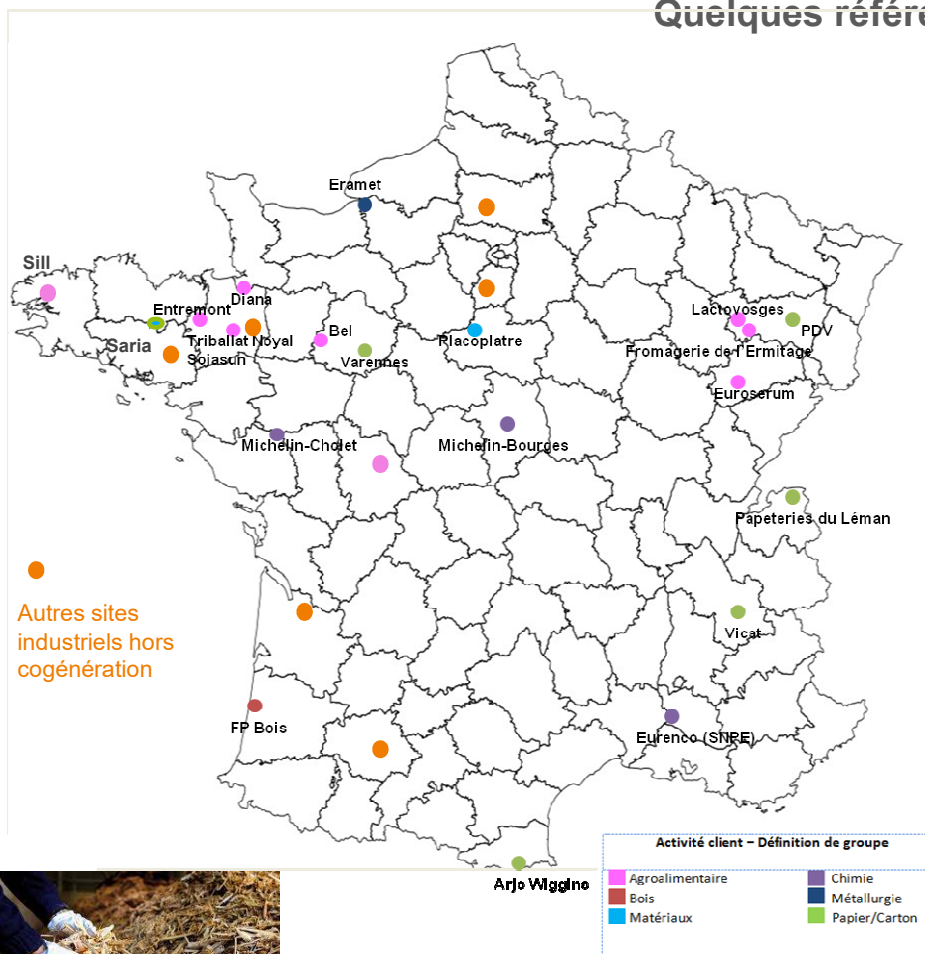 Quelques référe
Eramet
Sill
Diana
Entremont
Lactovosges
PDV
Bel
Placoplatre
Triballat Noyal
Saria
Sojasun
Varennes
Fromagerie de l'Ermitage
Euroserum
Michelin-Cholet
Michelin-Bourges
Papeteries du Léman
Autres sites
industriels hors
cogénération
Vicat
FP Bois
Eurenco (SNPE)
Arjo Wiggins
Activité client – Définition de groupe
Agroalimentaire
Chimie
Bois
Métallurgie
Matériaux
Papier/Carton